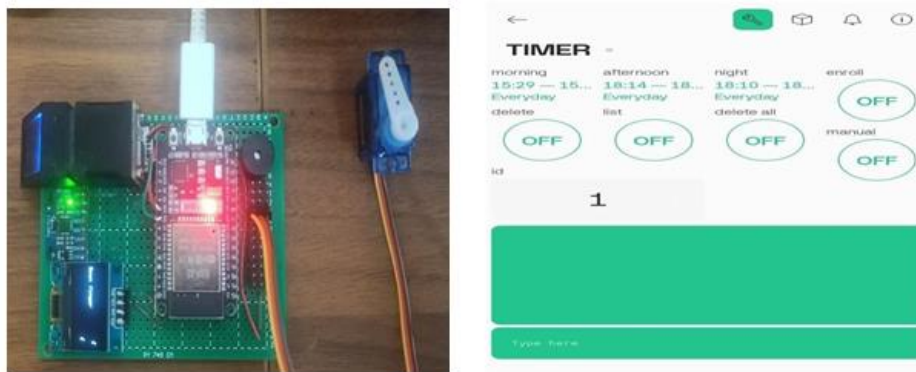 TIMER
morning afternoon night enroll
15:29 — 15... 18:14 — 18... 18:10 — 18...
Everyday Everyday Everyday
OFF
delete list delete all
OFF OFF OFF
manual
OFF
id
1
Type here